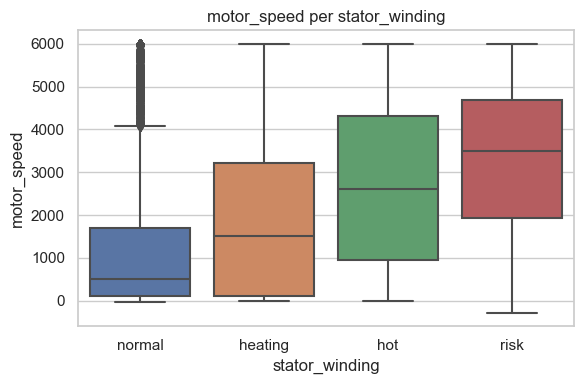 motor_speed per stator_winding
6000
5000
4000
3000
2000
1000
0
motor_speed
normal heating hot risk
stator_winding